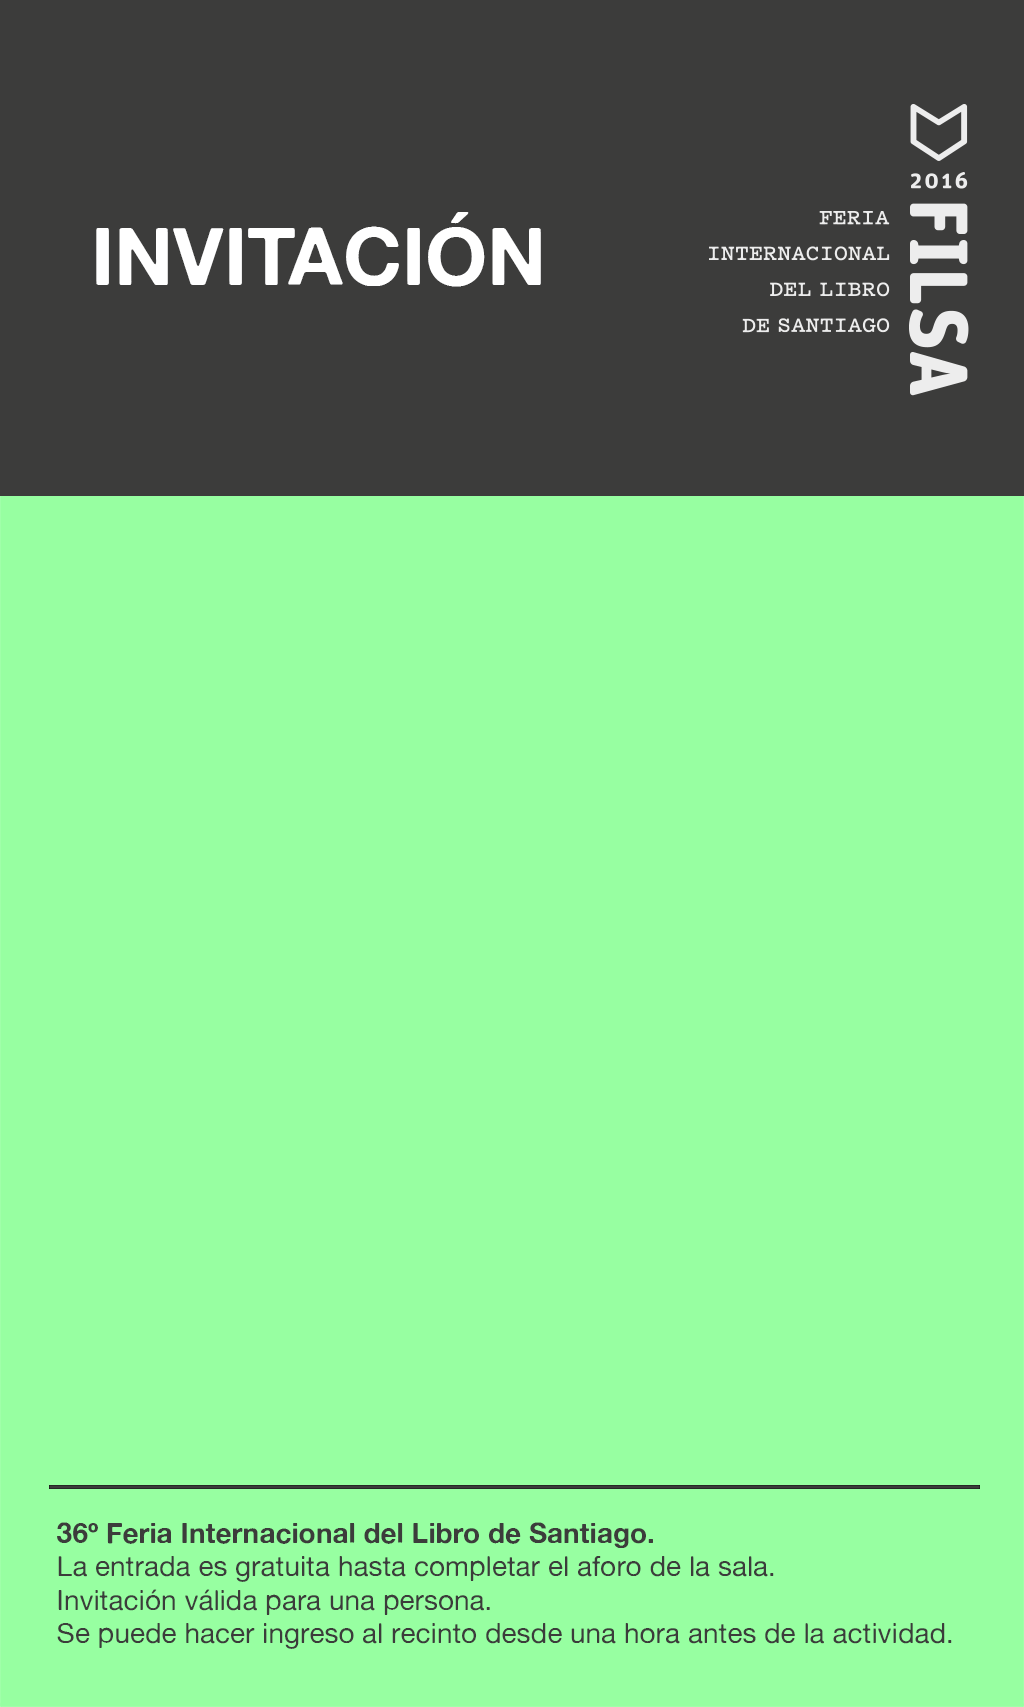 INVITACIÓN
2016
FILSA
FERIA
INTERNACIONAL
DEL LIBRO
DE SANTIAGO
36º Feria Internacional del Libro de Santiago.
La entrada es gratuita hasta completar el aforo de la sala.
Invitación válida para una persona.
Se puede hacer ingreso al recinto desde una hora antes de la actividad.